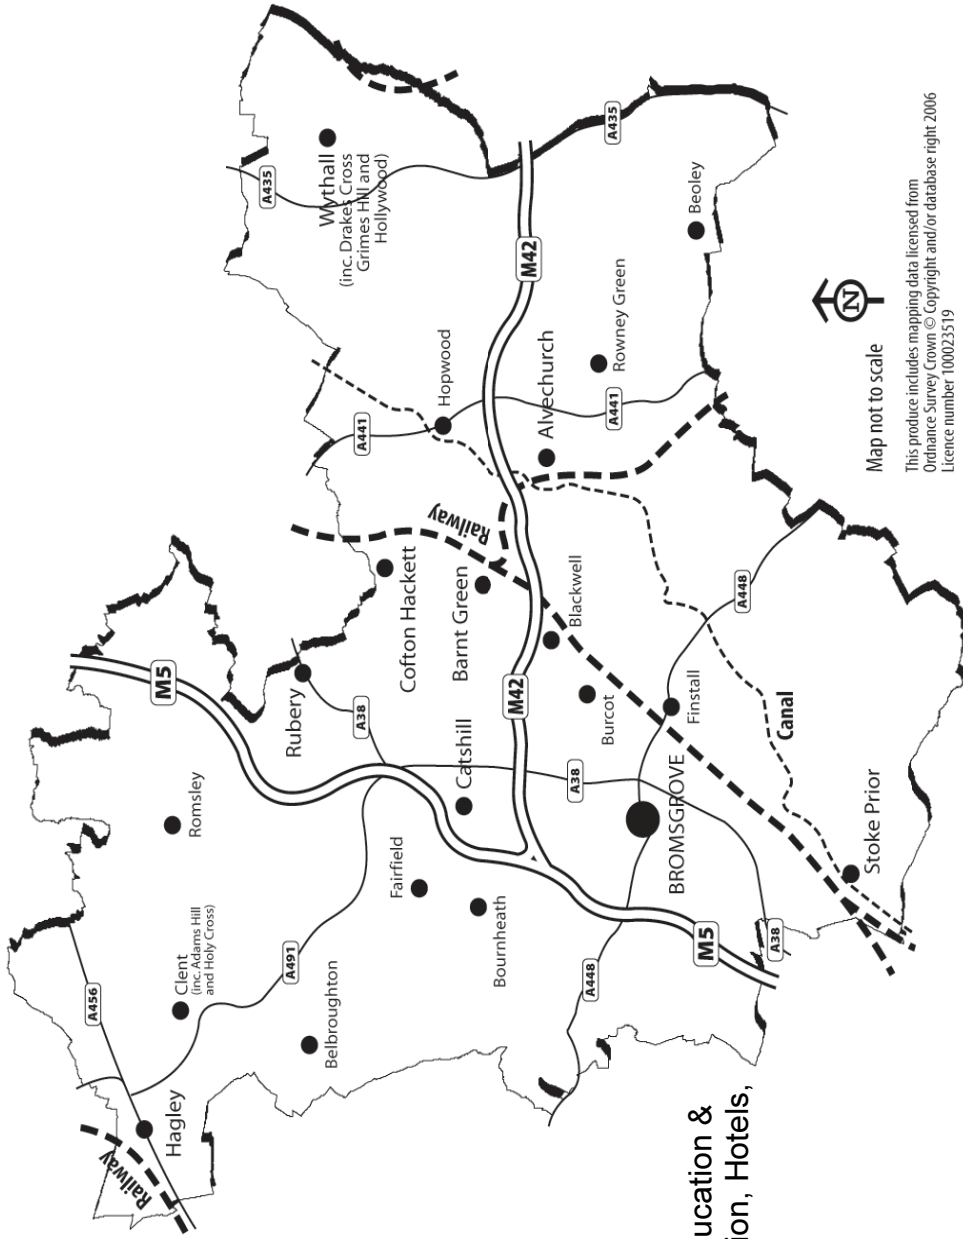 A435
Wythall
(inc. Drakes Cross
Grimes Hill and
Hollywood)
A435
Beoley
M42
Rowney Green
Hopwood
Alvechurch
A441
A441
Railway
Cofton Hackett
Barnt Green
Blackwell
A448
M5
Rubery
A38
M42
Catshill
Burcot
Finstall
Canal
A38
BROMSGROVE
Stoke Prior
Romsley
Fairfield
Bournheath
Clent
(inc. Adams Hill
and Holy Cross)
A491
Belbroughton
A448
M5
A38
A456
Hagley
Railway
N
Map not to scale
This produce includes mapping data licensed from
Ordnance Survey Crown © Copyright and/or database right 2006
Licence number 100023519
ucation &
ion, Hotels,